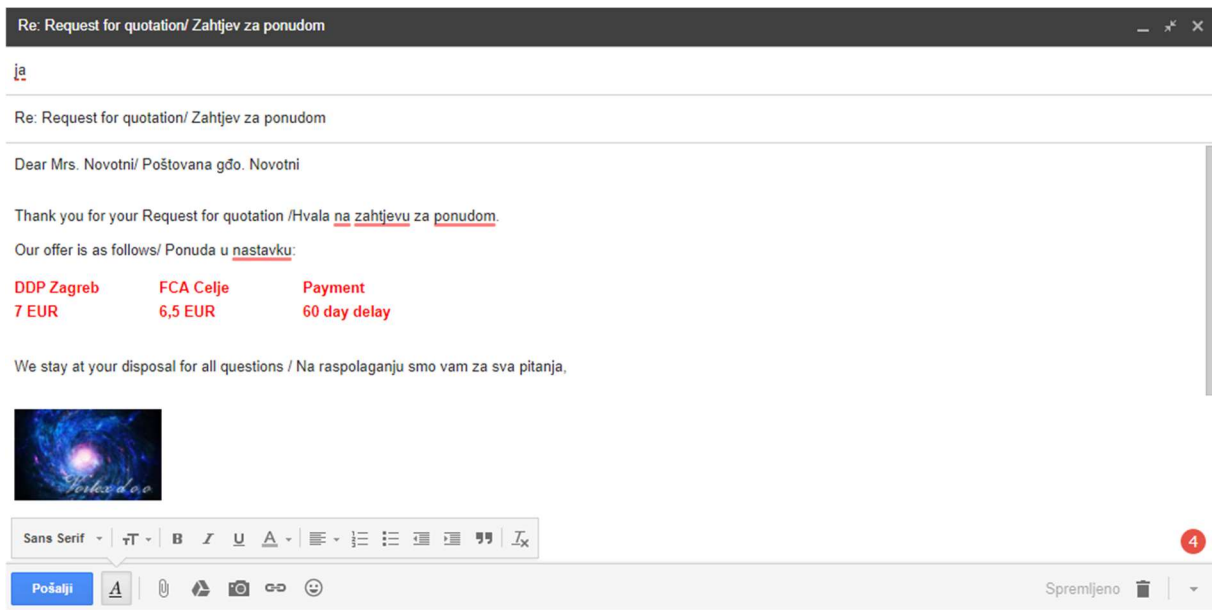 Re: Request for quotation/ Zahtjev za ponudom
ja
Re: Request for quotation/ Zahtjev za ponudom
Dear Mrs. Novotni/ Poštovana gđo. Novotni
Thank you for your Request for quotation /Hvala na zahtjevu za ponudom.
Our offer is as follows/ Ponuda u nastavku:
DDP Zagreb FCA Celje Payment
7 EUR 6,5 EUR 60 day delay
We stay at your disposal for all questions / Na raspolaganju smo vam za sva pitanja,
Vortex d.o.o.
Sans Serif
4
Pošalji
Spremljeno